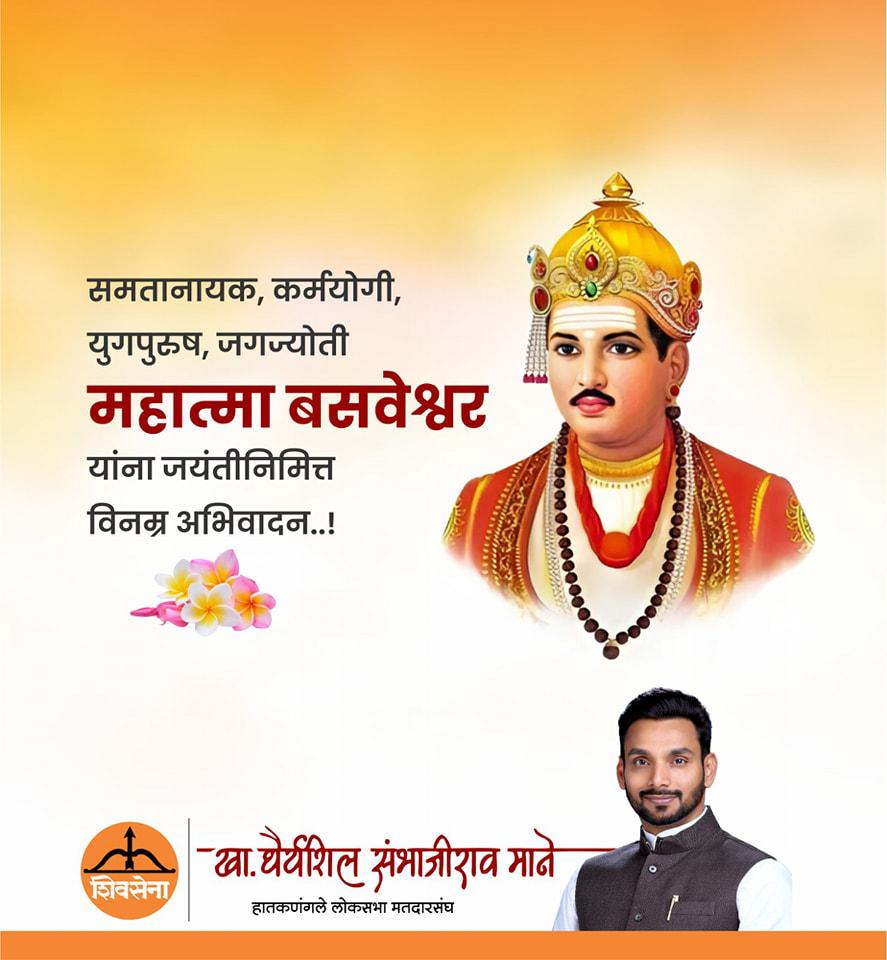 समतानायक, कर्मयोगी,
युगपुरुष, जगज्योती
महात्मा बसवेश्वर
यांना जयंतीनिमित्त
विनम्र अभिवादन..!
शिवसेना
खा. धैर्यशिल संभाजीराव माने
हातकणंगले लोकसभा मतदारसंघ